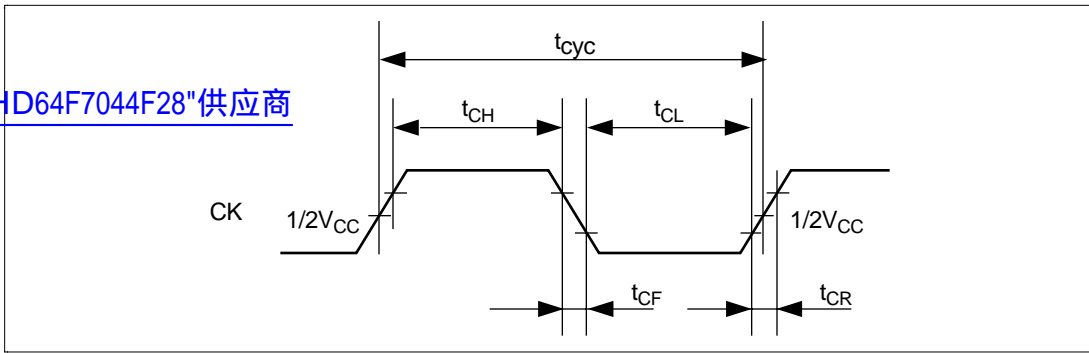 tcyc
HD64F7044F28"供应商
tCH
tCL
CK
1/2VCC
1/2VCC
tCF
tCR